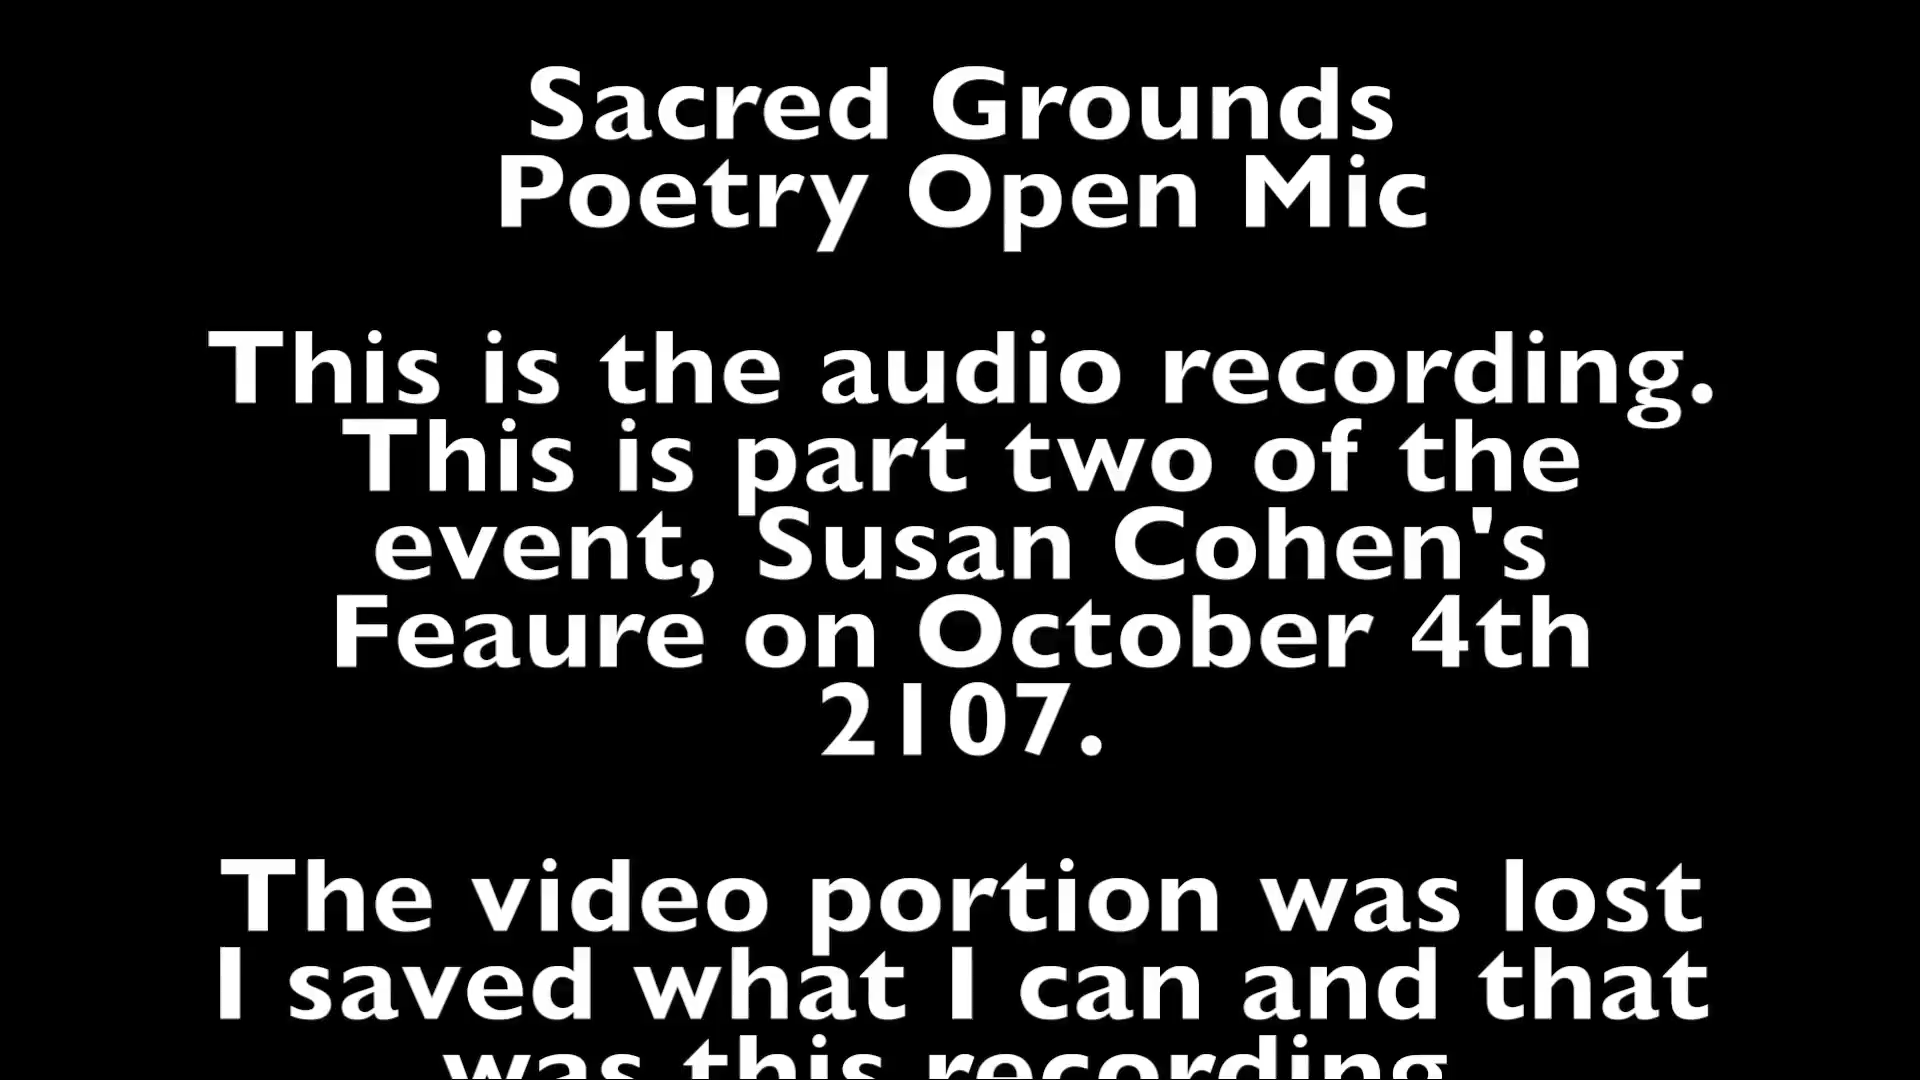 Sacred Grounds
Poetry Open Mic
This is the audio recording.
This is part two of the
event, Susan Cohen's
Feaure on October 4th
2107.
The video portion was lost
I saved what I can and that
was this recording